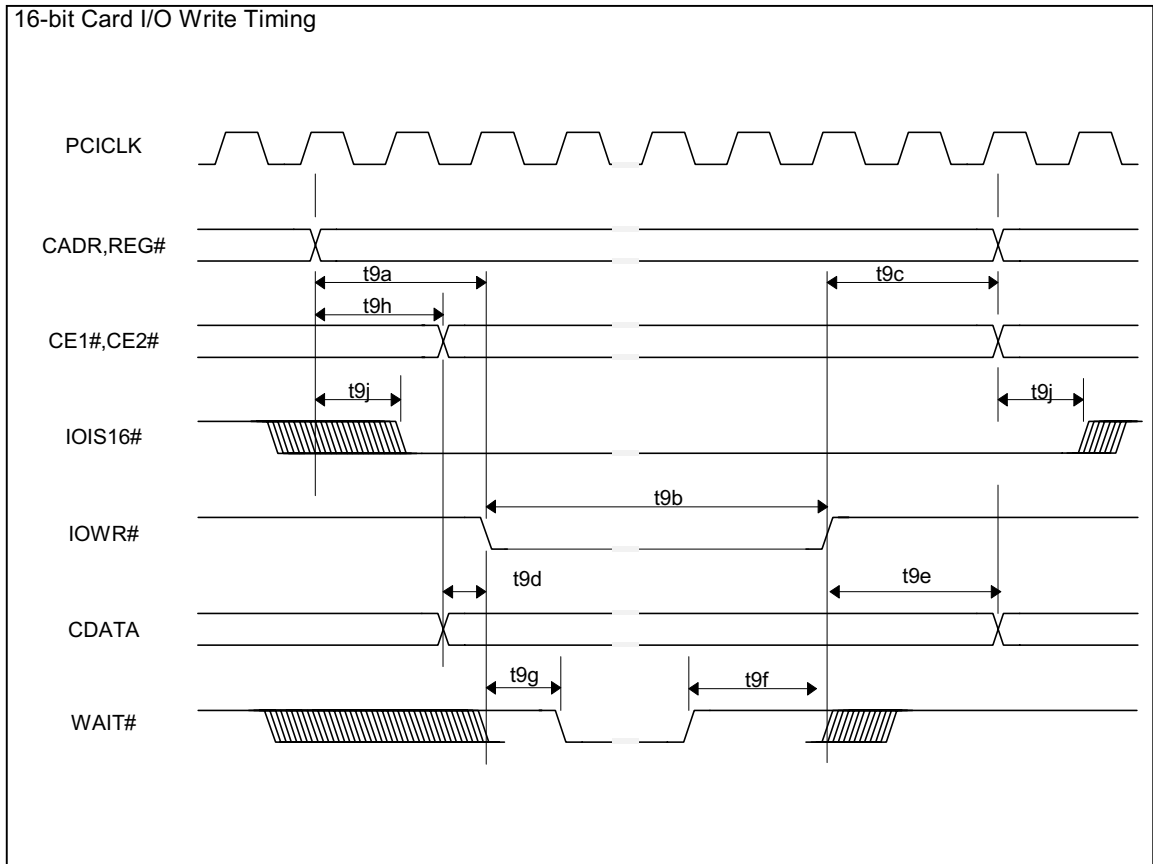 16-bit Card I/O Write Timing
PCICLK
CADR,REG#
t9a
t9c
t9h
CE1#,CE2#
t9j
t9j
IOIS16#
t9b
IOWR#
t9d
t9e
CDATA
t9g
t9f
WAIT#